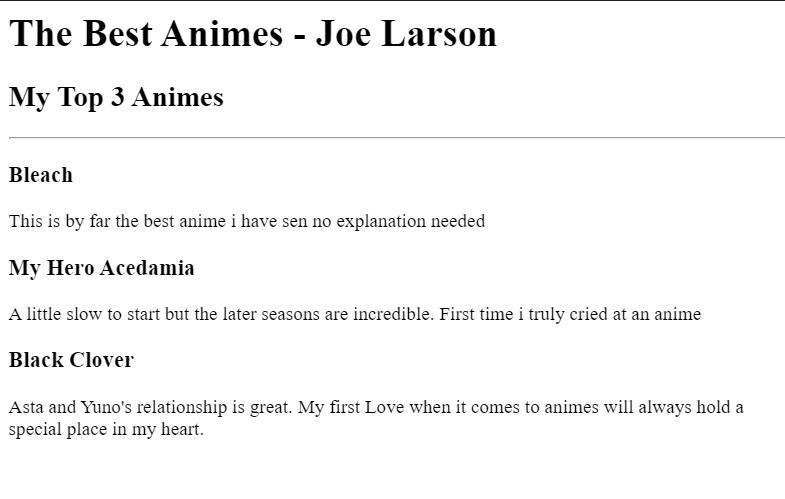 The Best Animes - Joe Larson
My Top 3 Animes
Bleach
This is by far the best anime i have sen no explanation needed
My Hero Acedamia
A little slow to start but the later seasons are incredible. First time i truly cried at an anime
Black Clover
Asta and Yuno's relationship is great. My first Love when it comes to animes will always hold a
special place in my heart.